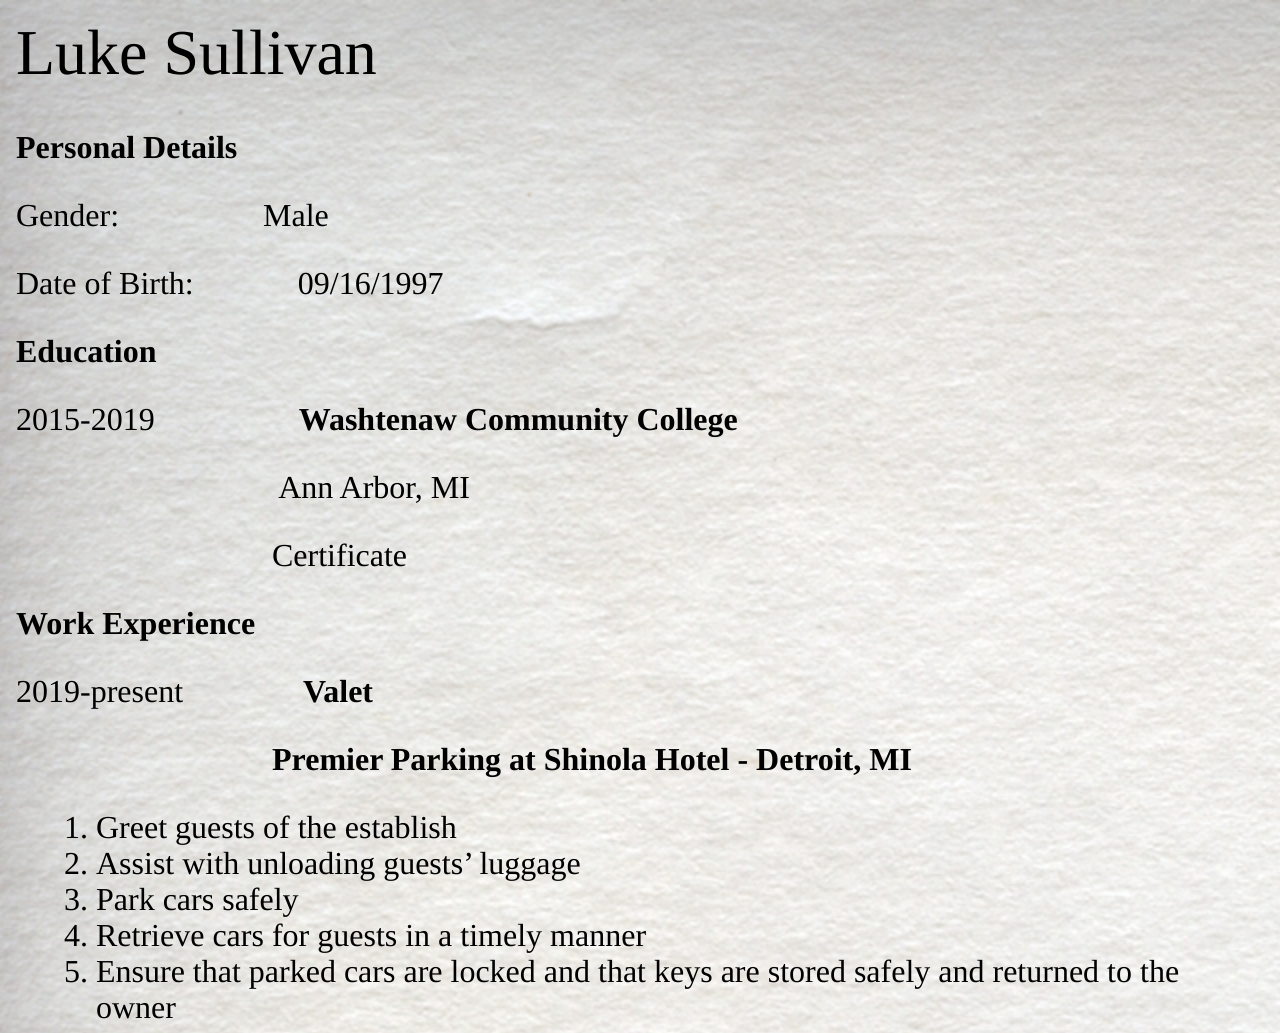 Luke Sullivan
Personal Details
Gender: Male
Date of Birth: 09/16/1997
Education
2015-2019 Washtenaw Community College
Ann Arbor, MI
Certificate
Work Experience
2019-present Valet
Premier Parking at Shinola Hotel - Detroit, MI
1. Greet guests of the establish
2. Assist with unloading guests’ luggage
3. Park cars safely
4. Retrieve cars for guests in a timely manner
5. Ensure that parked cars are locked and that keys are stored safely and returned to the
owner